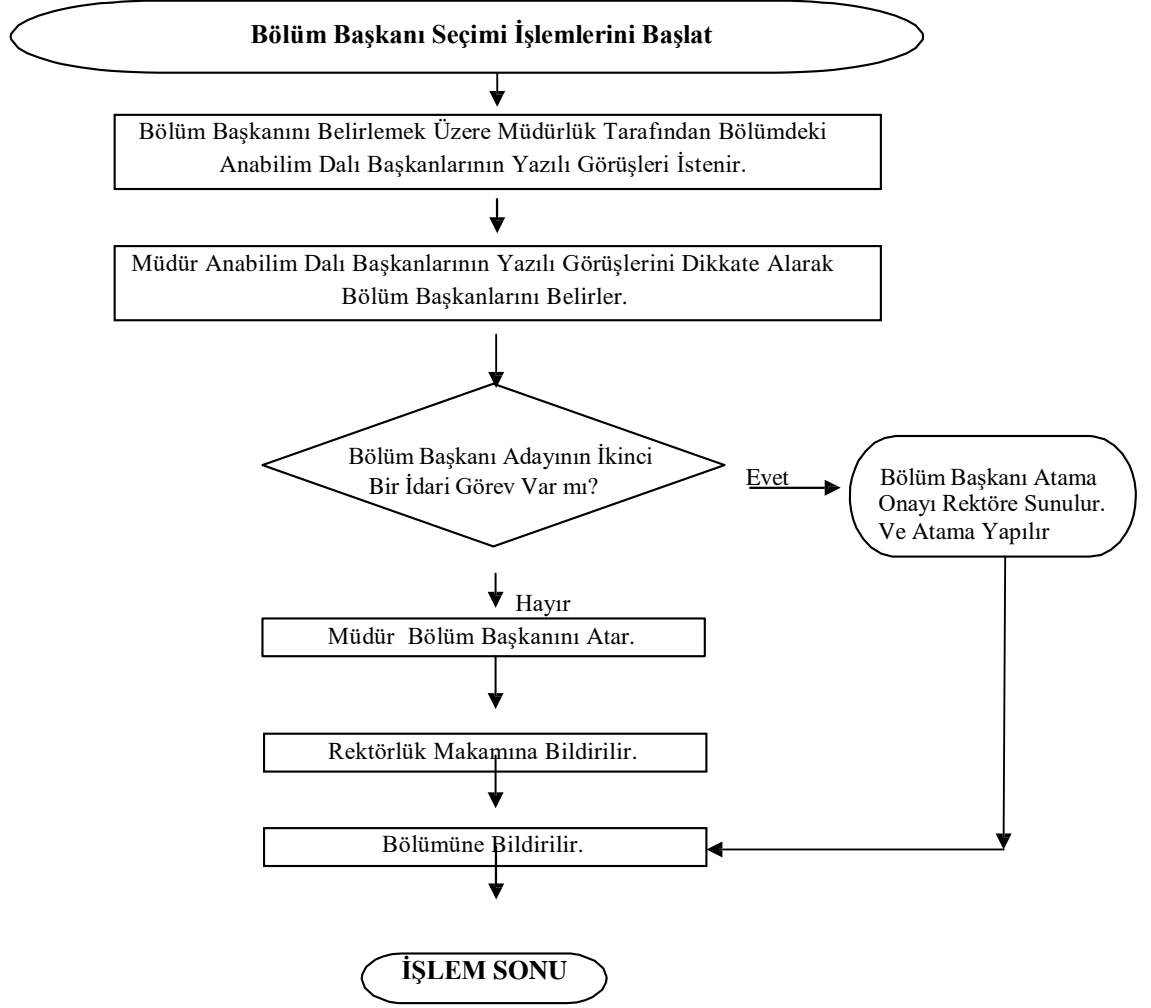 Bölüm Başkanı Seçimi İşlemlerini Başlat
Bölüm Başkanını Belirlemek Üzere Müdürlük Tarafından Bölümdeki
Anabilim Dalı Başkanlarının Yazılı Görüşleri İstenir.
Müdür Anabilim Dalı Başkanlarının Yazılı Görüşlerini Dikkate Alarak
Bölüm Başkanlarını Belirler.
Bölüm Başkanı Adayının İkinci
Bir İdari Görev Var mı?
Evet
Bölüm Başkanı Atama
Onayı Rektöre Sunulur.
Ve Atama Yapılır
Hayır
Müdür Bölüm Başkanını Atar.
Rektörlük Makamına Bildirilir.
Bölümüne Bildirilir.
İŞLEM SONU